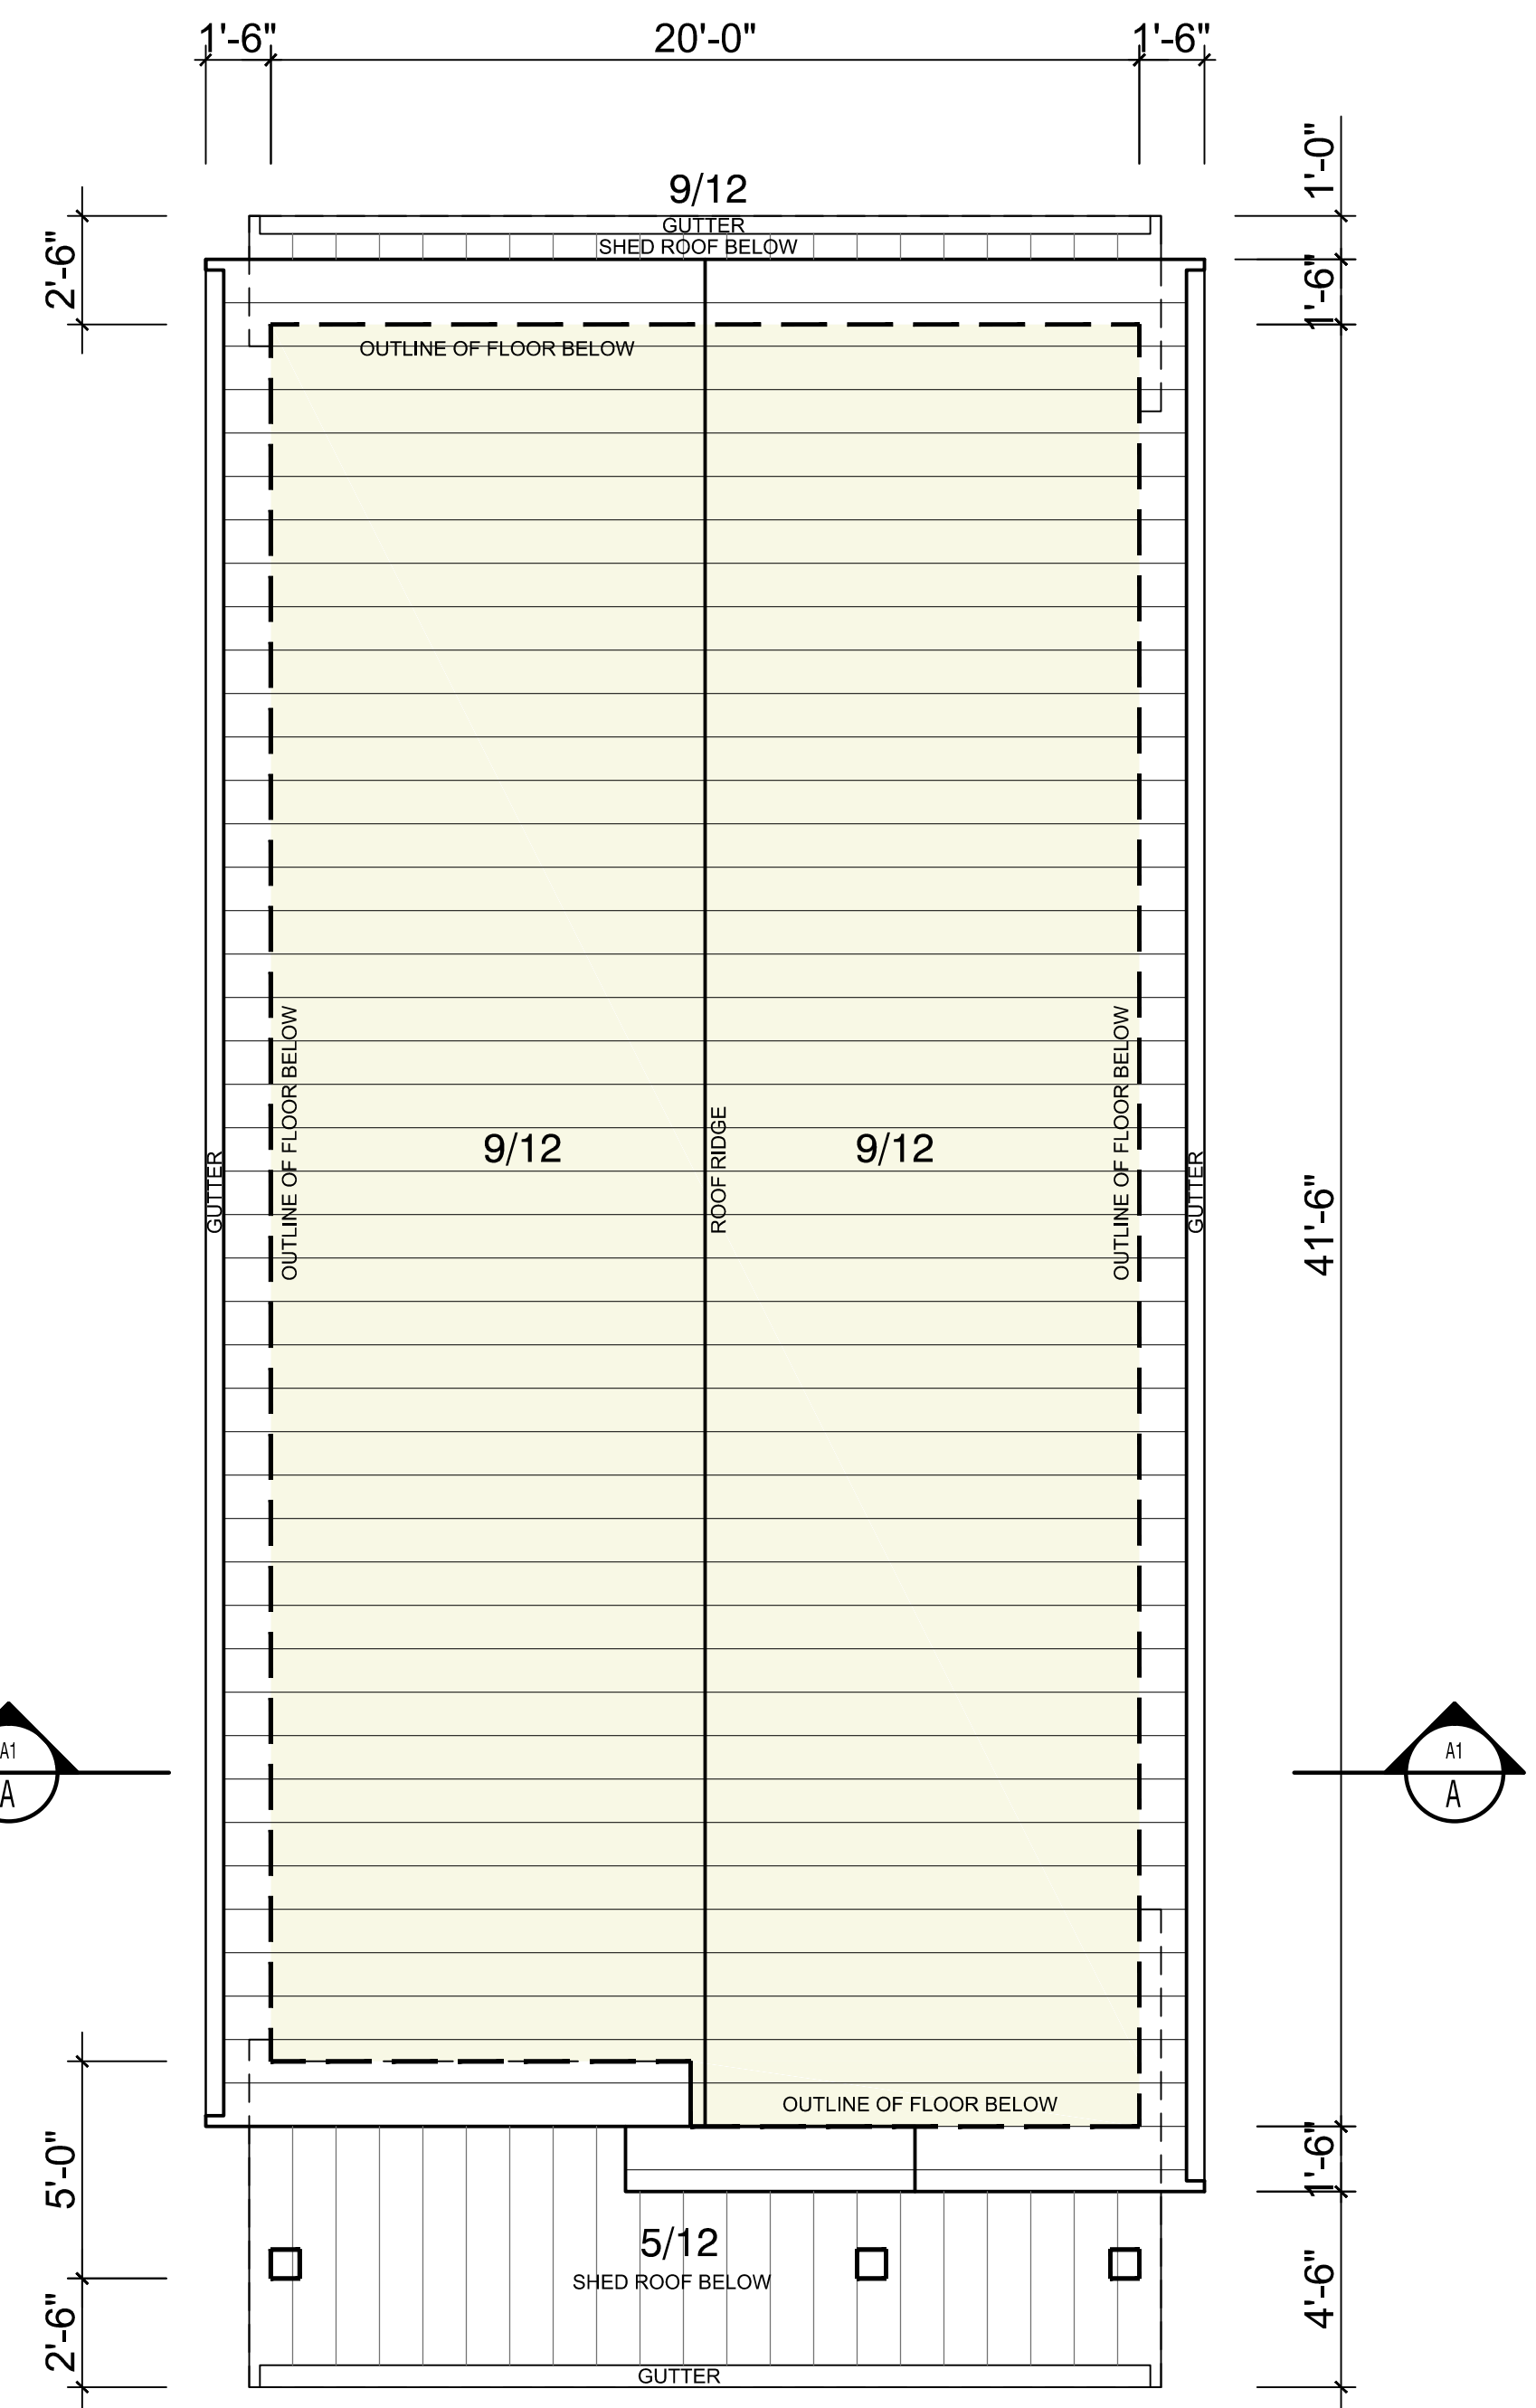 1'-6"
20'-0"
1'-6"
1'-0"
9/12
GUTTER
SHED ROOF BELOW
2'-6"
1'-6"
OUTLINE OF FLOOR BELOW
OUTLINE OF FLOOR BELOW
OUTLINE OF FLOOR BELOW
9/12
ROOF RIDGE
9/12
GUTTER
GUTTER
41'-6"
A1
A
A1
A
OUTLINE OF FLOOR BELOW
5'-0"
1'-6"
5/12
SHED ROOF BELOW
2'-6"
4'-6"
GUTTER